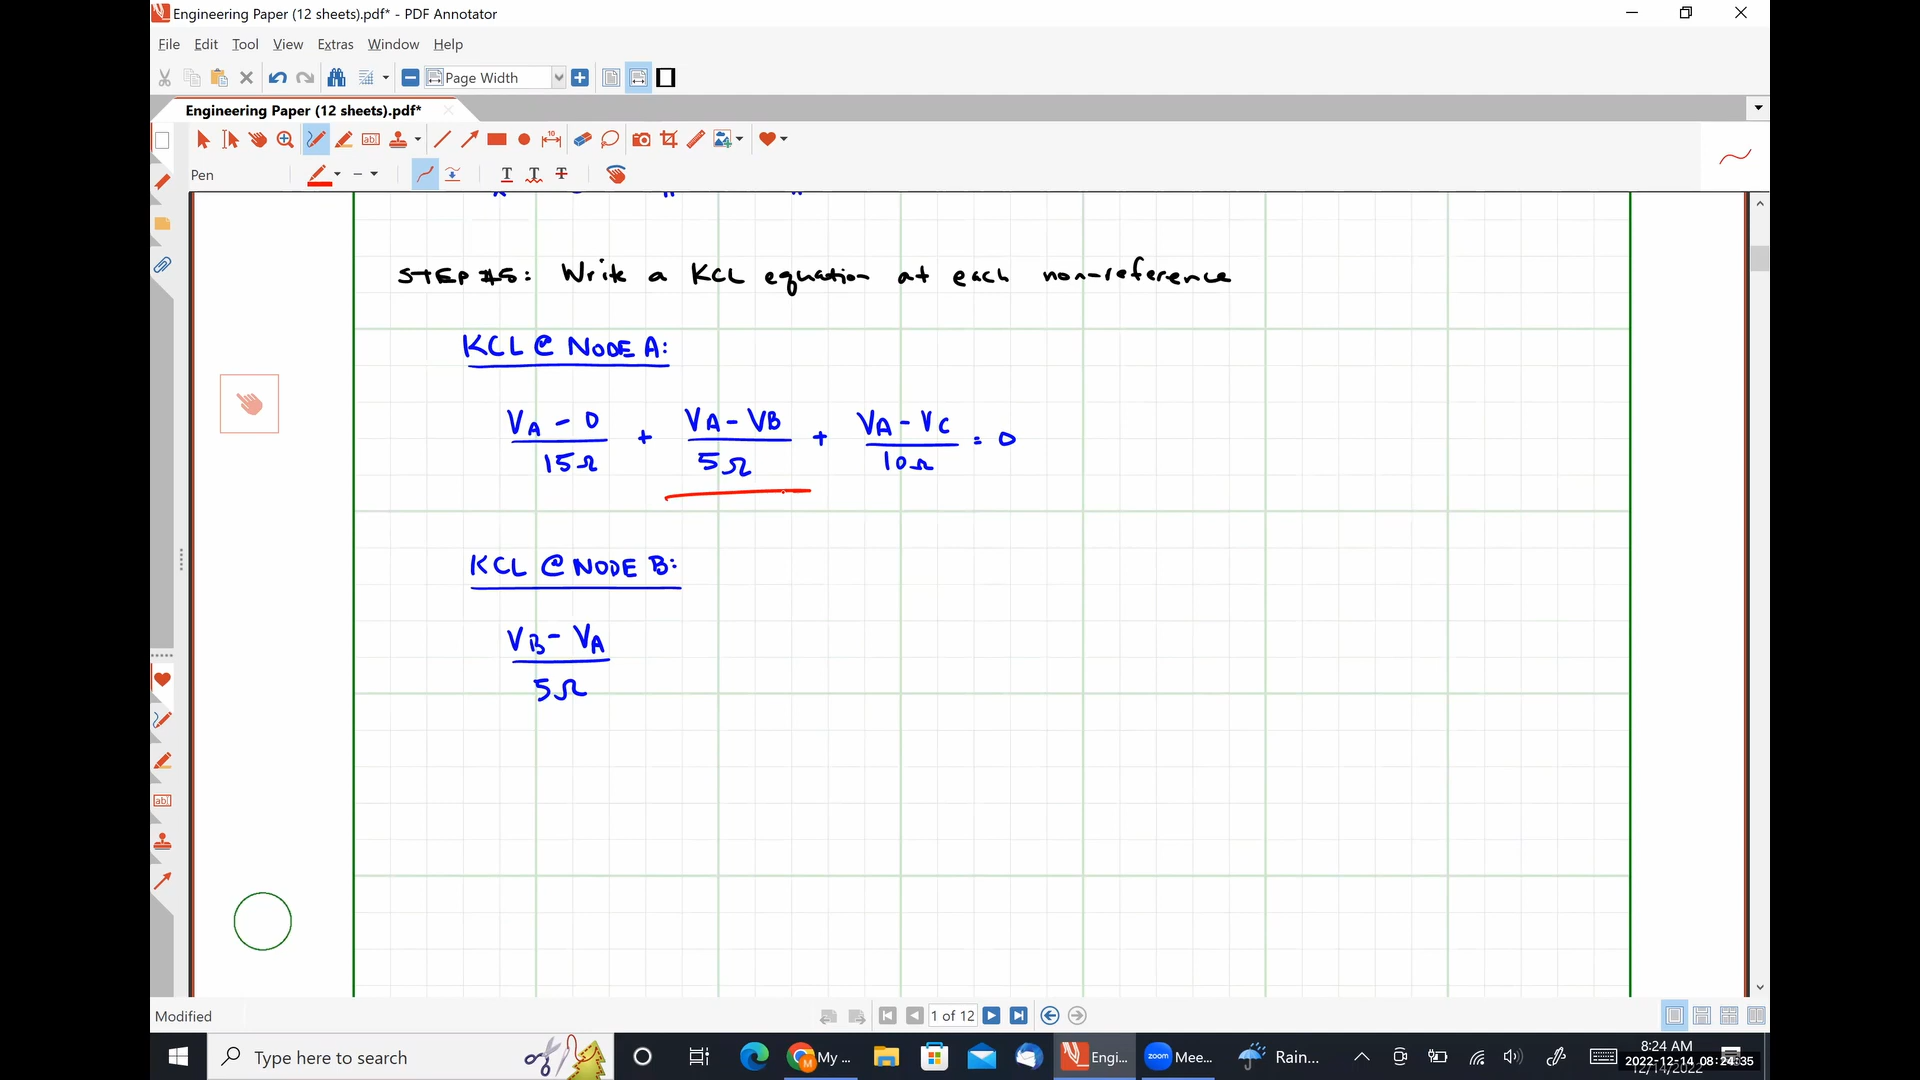 Engineering Paper (12 sheets).pdf* - PDF Annotator
File Edit Tool View Extras Window Help
Page Width
Engineering Paper (12 sheets).pdf*
Pen
STEP #5: Write a KCL equation at each non-reference
KCL @ NODE A:
VA - 0 / 15Ω + VA - VB / 5Ω + VA - VC / 10Ω = 0
KCL @ NODE B:
VB - VA / 5Ω
Modified
1 of 12
Type here to search
My ...
Engi...
zoom
Mee...
Rain...
8:24 AM
2022-12-14 08:24:35